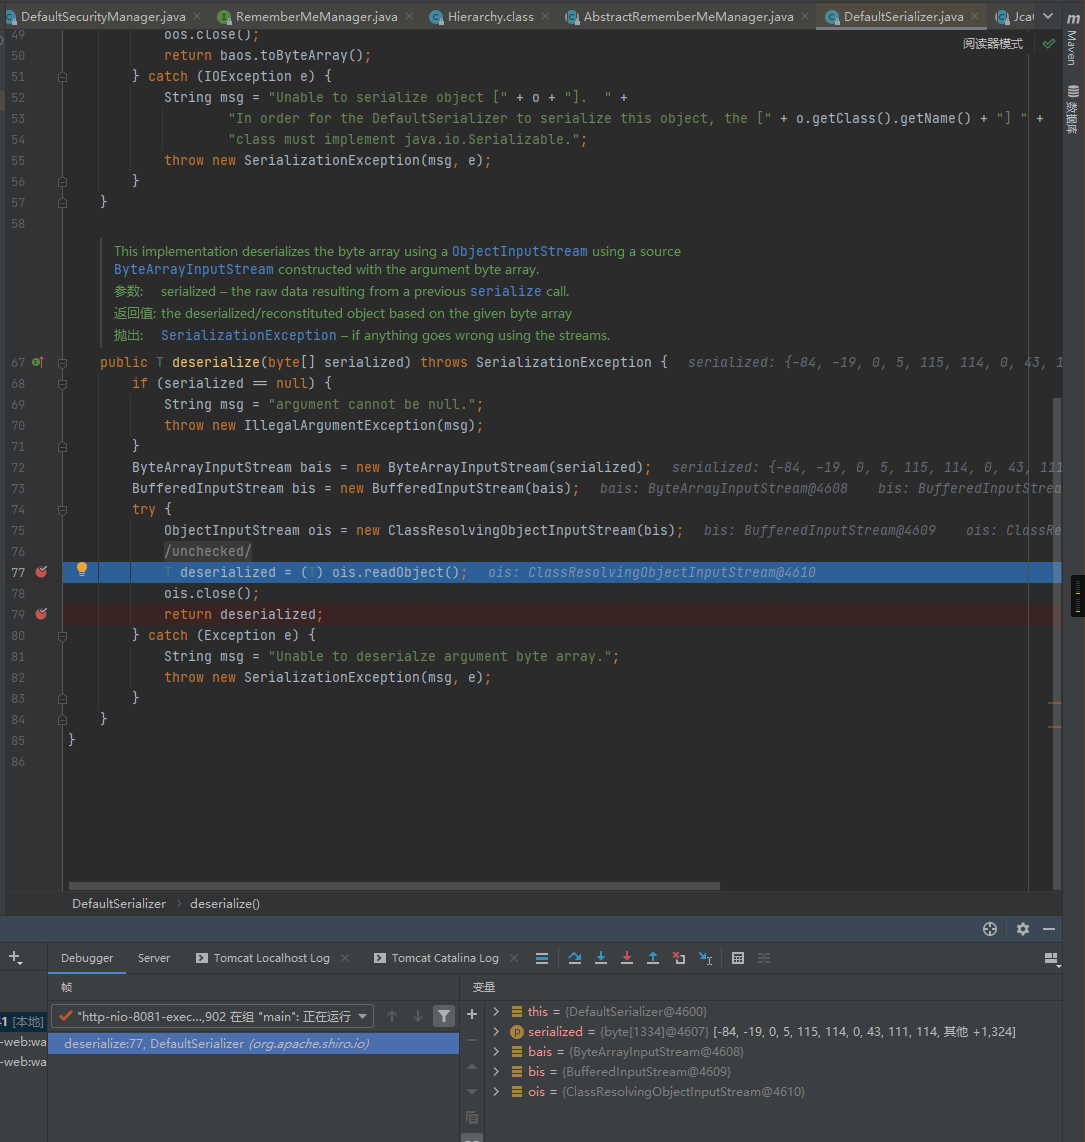 DefaultSecurityManager.java RememberMeManager.java Hierarchy.class AbstractRememberMeManager.java DefaultSerializer.java Jca
Maven
数据库
阅读器模式
49 oos.close();
50 return baos.toByteArray();
51 } catch (IOException e) {
52 String msg = "Unable to serialize object [" + o + "].  " +
53 "In order for the DefaultSerializer to serialize this object, the [" + o.getClass().getName() + "] " +
54 "class must implement java.io.Serializable.";
55 throw new SerializationException(msg, e);
56 }
57 }
58
This implementation deserializes the byte array using a ObjectInputStream using a source
ByteArrayInputStream constructed with the argument byte array.
参数: serialized – the raw data resulting from a previous serialize call.
返回值: the deserialized/reconstituted object based on the given byte array
抛出: SerializationException – if anything goes wrong using the streams.
67 public T deserialize(byte[] serialized) throws SerializationException { serialized: {-84, -19, 0, 5, 115, 114, 0, 43, 1
68 if (serialized == null) {
69 String msg = "argument cannot be null.";
70 throw new IllegalArgumentException(msg);
71 }
72 ByteArrayInputStream bais = new ByteArrayInputStream(serialized); serialized: {-84, -19, 0, 5, 115, 114, 0, 43, 111
73 BufferedInputStream bis = new BufferedInputStream(bais); bais: ByteArrayInputStream@4608 bis: BufferedInputStrea
74 try {
75 ObjectInputStream ois = new ClassResolvingObjectInputStream(bis); bis: BufferedInputStream@4609 ois: ClassRe
76 /unchecked/
77 T deserialized = (T) ois.readObject(); ois: ClassResolvingObjectInputStream@4610
78 ois.close();
79 return deserialized;
80 } catch (Exception e) {
81 String msg = "Unable to deserialze argument byte array.";
82 throw new SerializationException(msg, e);
83 }
84 }
85 }
86
DefaultSerializer › deserialize()
Debugger Server Tomcat Localhost Log Tomcat Catalina Log
帧
变量
1 [本地]
-web:wa
-web:wa
"http-nio-8081-exec...,902 在组 "main": 正在运行
deserialize:77, DefaultSerializer (org.apache.shiro.io)
this = {DefaultSerializer@4600}
p serialized = {byte[1334]@4607} [-84, -19, 0, 5, 115, 114, 0, 43, 111, 114, 其他 +1,324]
bais = {ByteArrayInputStream@4608}
bis = {BufferedInputStream@4609}
ois = {ClassResolvingObjectInputStream@4610}